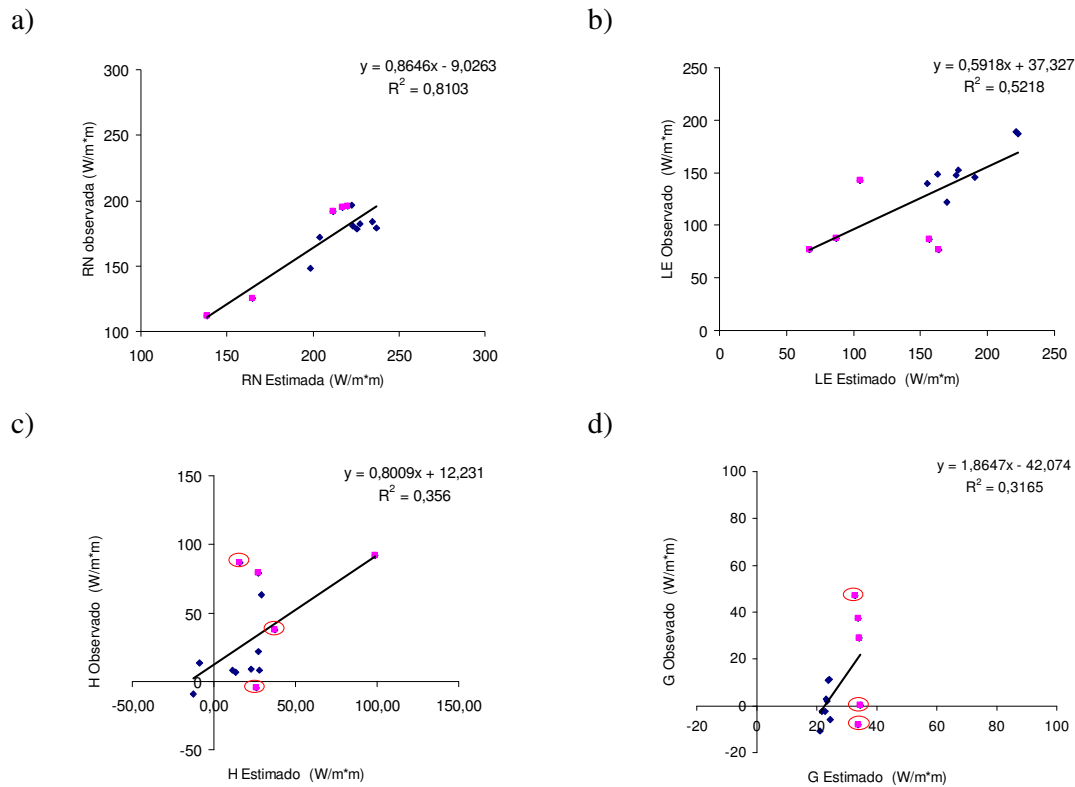 a)
y = 0,8646x - 9,0263
R² = 0,8103
300
250
200
150
100
100
150
200
250
300
RN observada (W/m*m)
RN Estimada (W/m*m)
b)
y = 0,5918x + 37,327
R² = 0,5218
250
200
150
100
50
0
0
50
100
150
200
250
LE Observado (W/m*m)
LE Estimado (W/m*m)
c)
y = 0,8009x + 12,231
R² = 0,356
150
100
50
0
-50
-50,00
0,00
50,00
100,00
150,00
H Observado (W/m*m)
H Estimado (W/m*m)
d)
y = 1,8647x - 42,074
R² = 0,3165
100
80
60
40
20
0
-20
-20
0
20
40
60
80
100
G Obsevado (W/m*m)
G Estimado (W/m*m)